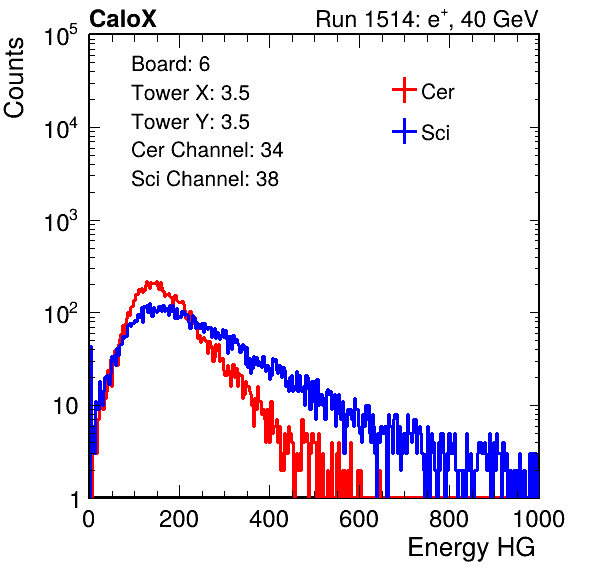 CaloX Run 1514: e⁺, 40 GeV
Board: 6
Tower X: 3.5
Tower Y: 3.5
Cer Channel: 34
Sci Channel: 38
Cer
Sci
Counts
10⁵
10⁴
10³
10²
10
1
0 200 400 600 800 1000
Energy HG